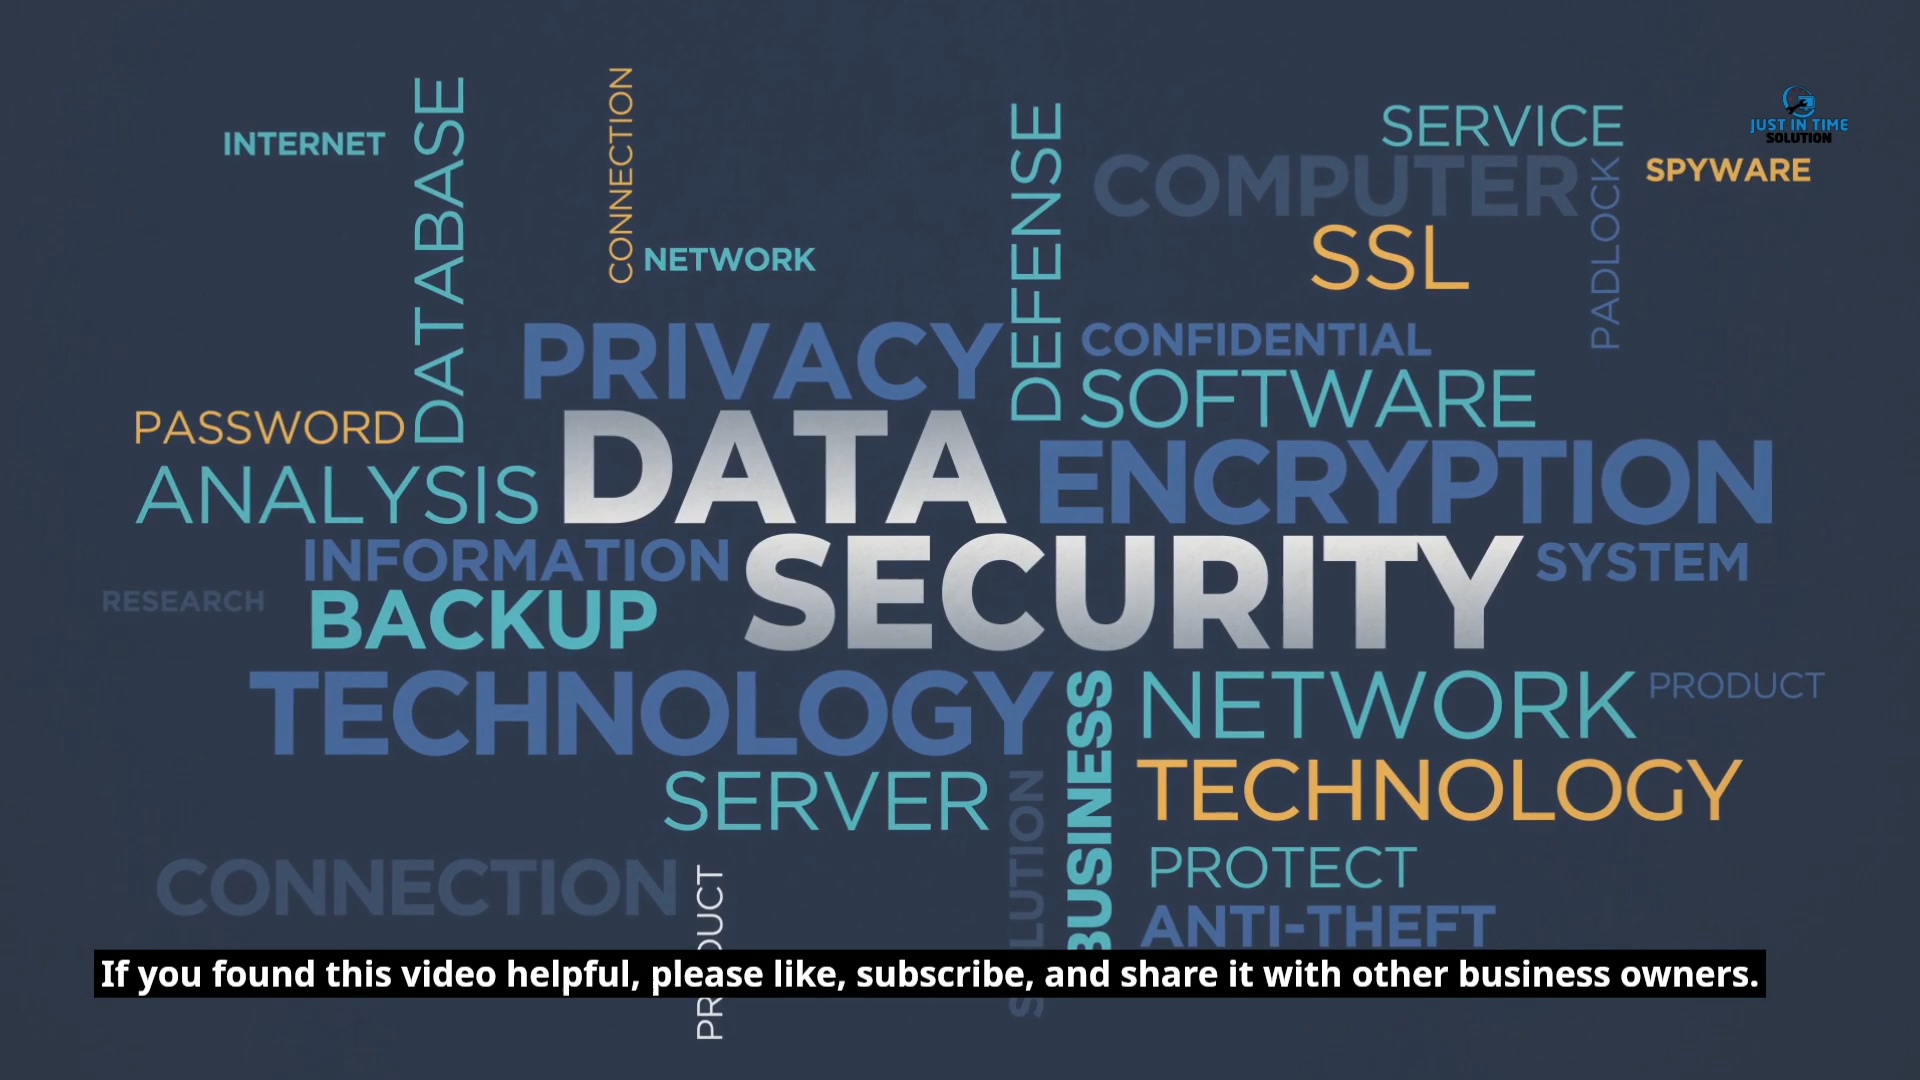 INTERNET
DATABASE
CONNECTION
NETWORK
DEFENSE
SERVICE
COMPUTER
SSL
PADLOCK
JUST IN TIME
SOLUTION
SPYWARE
PRIVACY
CONFIDENTIAL
SOFTWARE
PASSWORD
ANALYSIS
DATA
ENCRYPTION
INFORMATION
SECURITY
SYSTEM
RESEARCH
BACKUP
TECHNOLOGY
BUSINESS
NETWORK
PRODUCT
SERVER
TECHNOLOGY
PROTECT
CONNECTION
ANTI-THEFT
If you found this video helpful, please like, subscribe, and share it with other business owners.